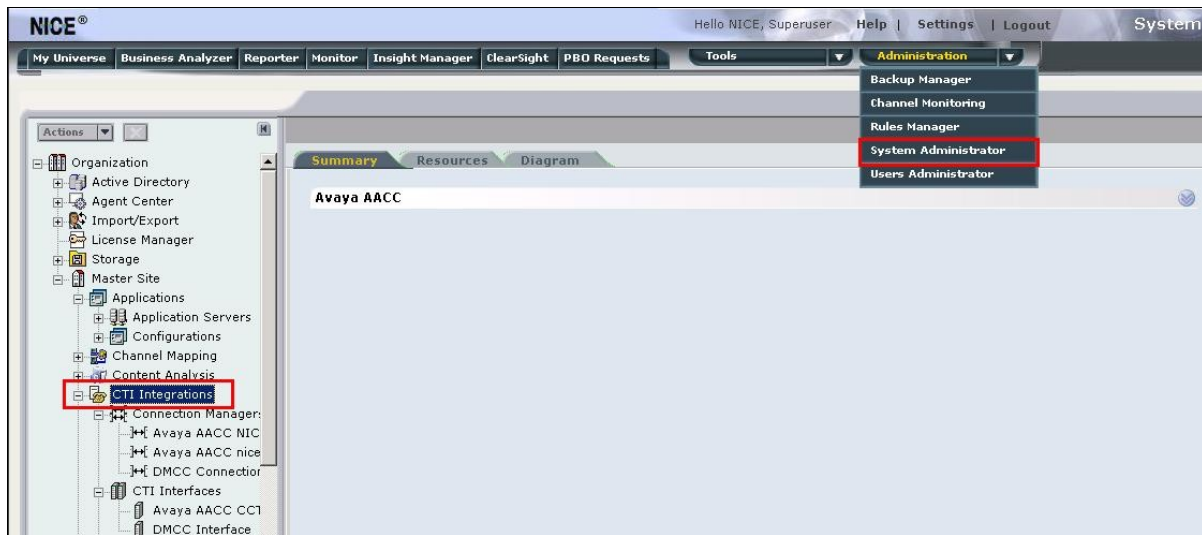 NICE®
Hello NICE, Superuser Help | Settings | Logout System
My Universe Business Analyzer Reporter Monitor Insight Manager ClearSight PBO Requests Tools Administration
Backup Manager
Channel Monitoring
Rules Manager
System Administrator
Users Administrator
Actions
Summary Resources Diagram
Avaya AACC
Organization
Active Directory
Agent Center
Import/Export
License Manager
Storage
Master Site
Applications
Application Servers
Configurations
Channel Mapping
Content Analysis
CTI Integrations
Connection Manager
Avaya AACC NIC
Avaya AACC nice
DMCC Connection
CTI Interfaces
Avaya AACC CCT
DMCC Interface